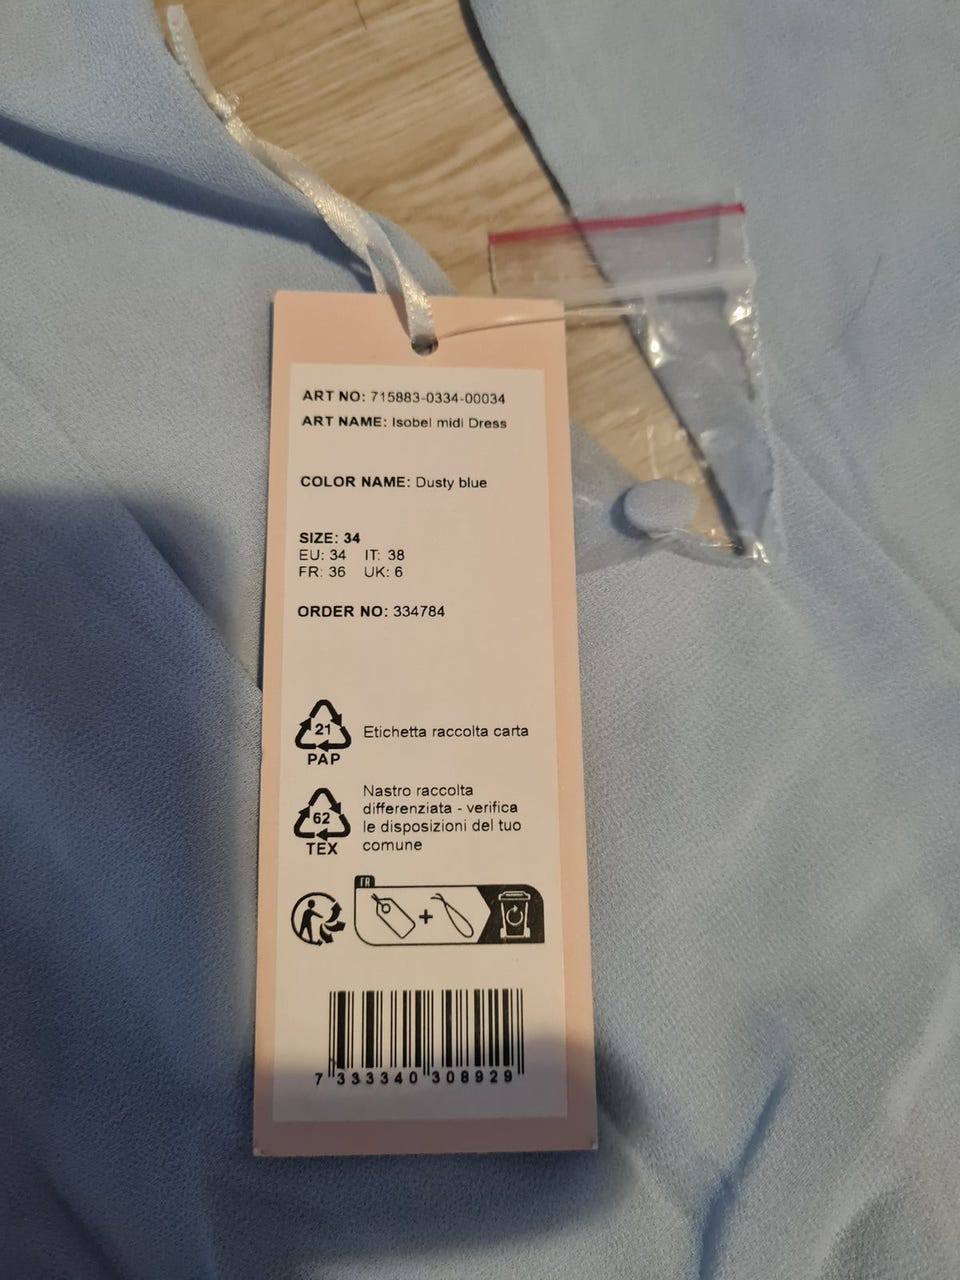 ART NO: 715883-0334-00034
ART NAME: Isobel midi Dress
COLOR NAME: Dusty blue
SIZE: 34
EU: 34 IT: 38
FR: 36 UK: 6
ORDER NO: 334784
21
PAP
Etichetta raccolta carta
62
TEX
Nastro raccolta
differenziata - verifica
le disposizioni del tuo
comune
FR
+
7 333340 308929